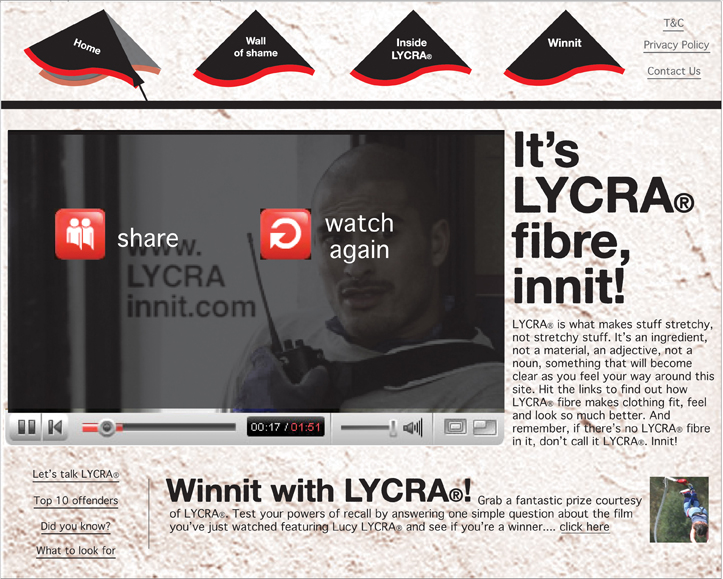 Home
Wall
of shame
Inside
LYCRA®
Winnit
T&C
Privacy Policy
Contact Us
share
watch
again
www.
LYCRA
innit.com
00:17 / 01:51
It's
LYCRA®
fibre,
innit!
LYCRA® is what makes stuff stretchy,
not stretchy stuff. It's an ingredient,
not a material, an adjective, not a
noun, something that will become
clear as you feel your way around this
site. Hit the links to find out how
LYCRA® fibre makes clothing fit, feel
and look so much better. And
remember, if there's no LYCRA® fibre
in it, don't call it LYCRA®. Innit!
Let's talk LYCRA®
Top 10 offenders
Did you know?
What to look for
Winnit with LYCRA®! Grab a fantastic prize courtesy
of LYCRA®. Test your powers of recall by answering one simple question about the film
you've just watched featuring Lucy LYCRA® and see if you're a winner.... click here